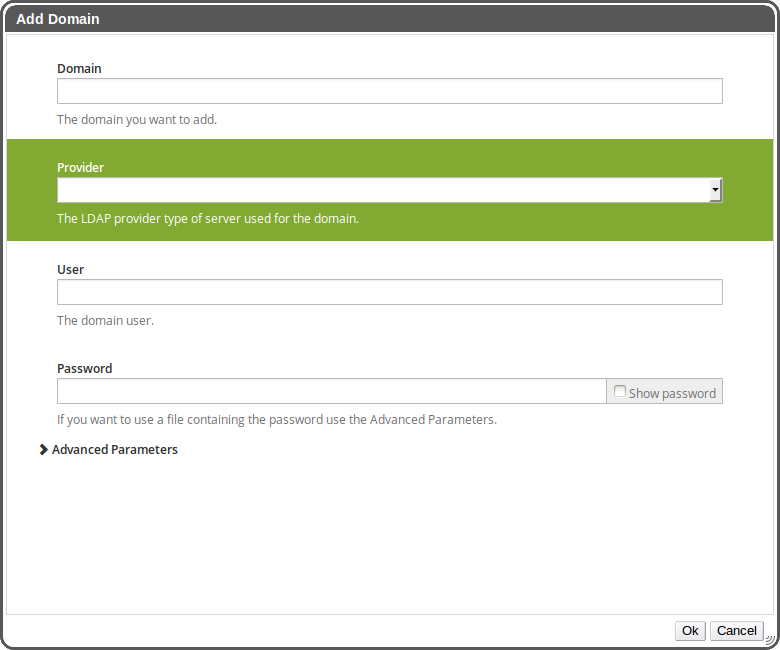 Add Domain
Domain
The domain you want to add.
Provider
The LDAP provider type of server used for the domain.
User
The domain user.
Password
Show password
If you want to use a file containing the password use the Advanced Parameters.
Advanced Parameters
Ok Cancel